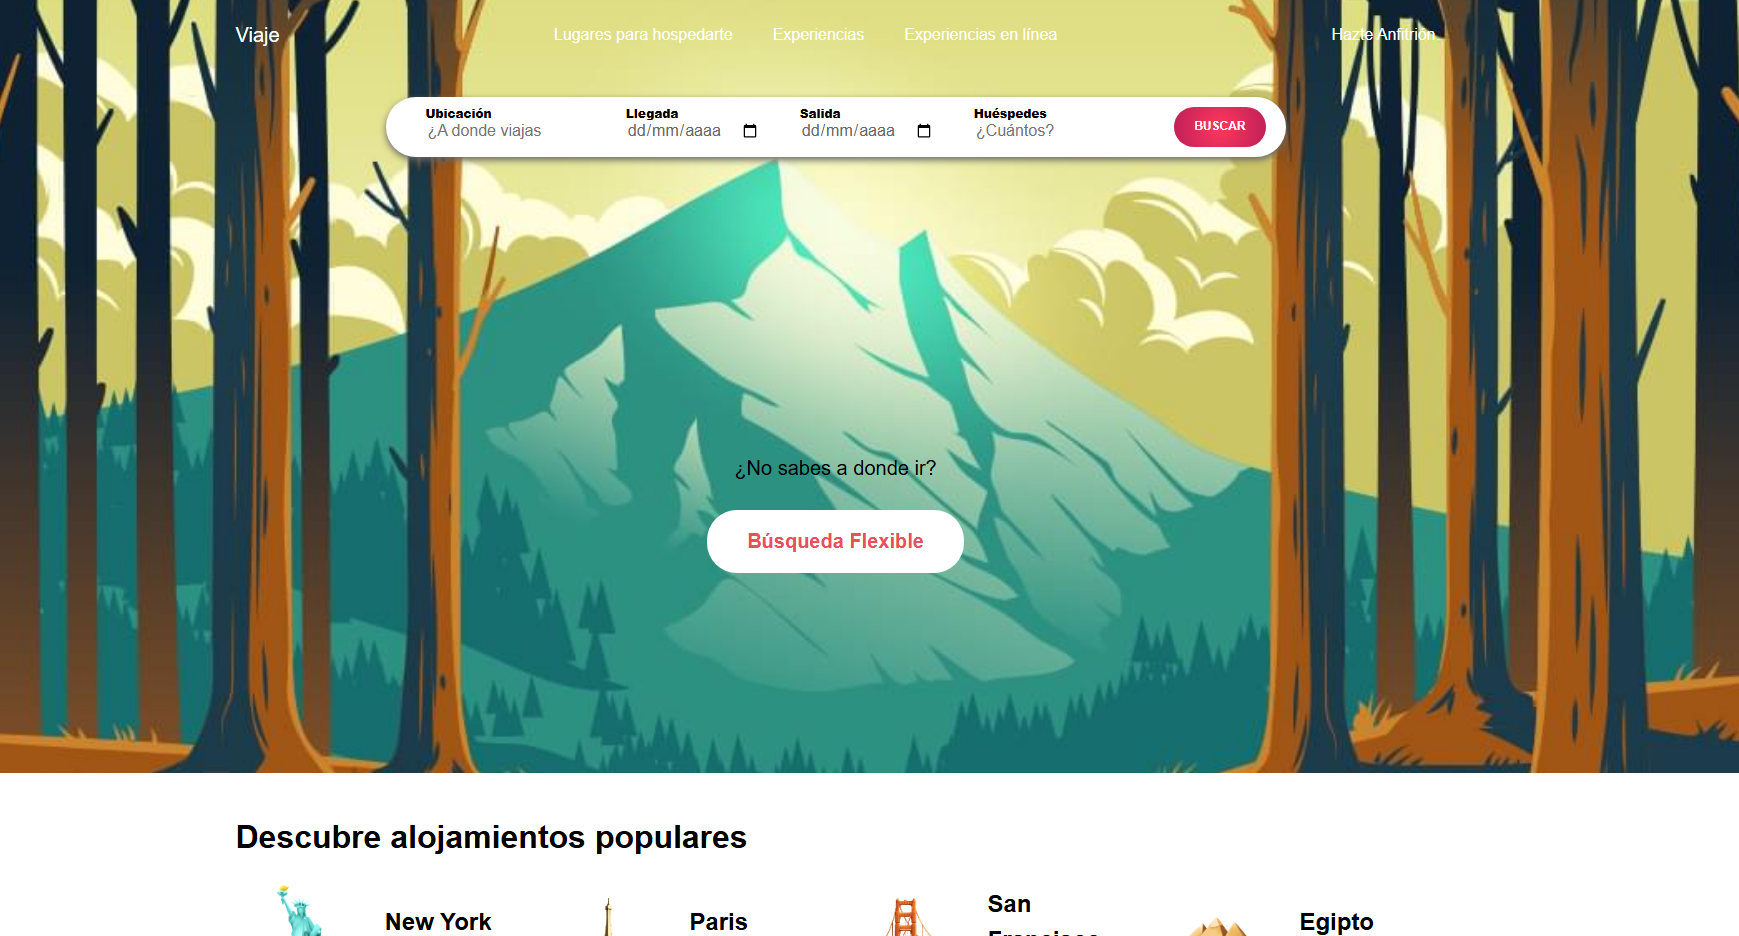 Viaje
Lugares para hospedarte
Experiencias
Experiencias en línea
Hazte Anfitrión
Ubicación
¿A donde viajas
Llegada
dd/mm/aaaa
Salida
dd/mm/aaaa
Huéspedes
¿Cuántos?
BUSCAR
¿No sabes a donde ir?
Búsqueda Flexible
Descubre alojamientos populares
New York
Paris
San
Francisco
Egipto